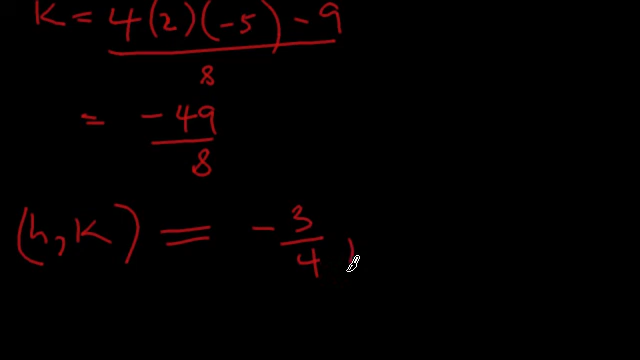 K = 4(2)(-5) - 9
8
= -49
8
(h, K) = -3/4,